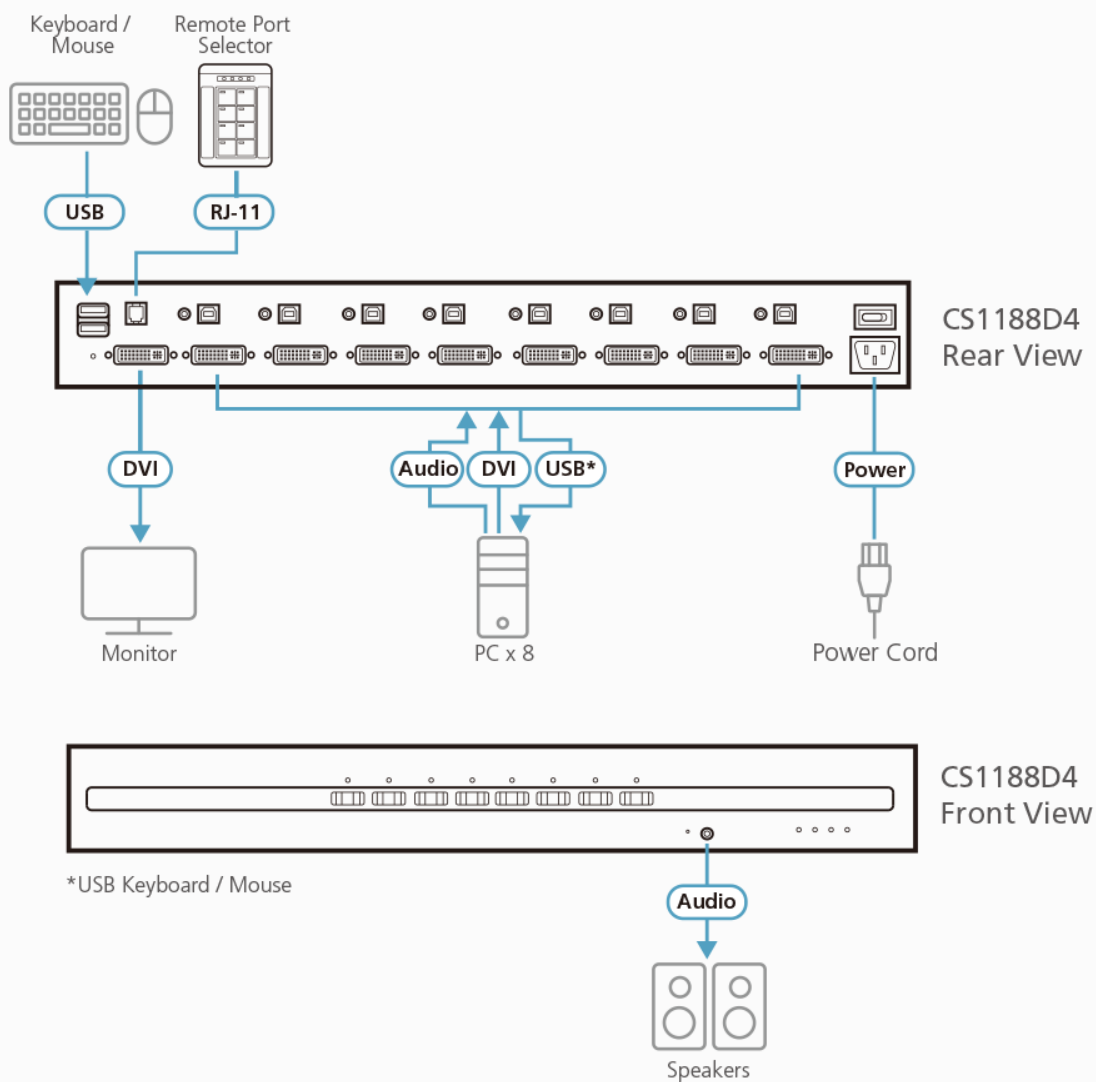 Keyboard /
Mouse
Remote Port
Selector
USB
RJ-11
CS1188D4
Rear View
DVI
Audio
DVI
USB*
Power
Monitor
PC x 8
Power Cord
CS1188D4
Front View
*USB Keyboard / Mouse
Audio
Speakers